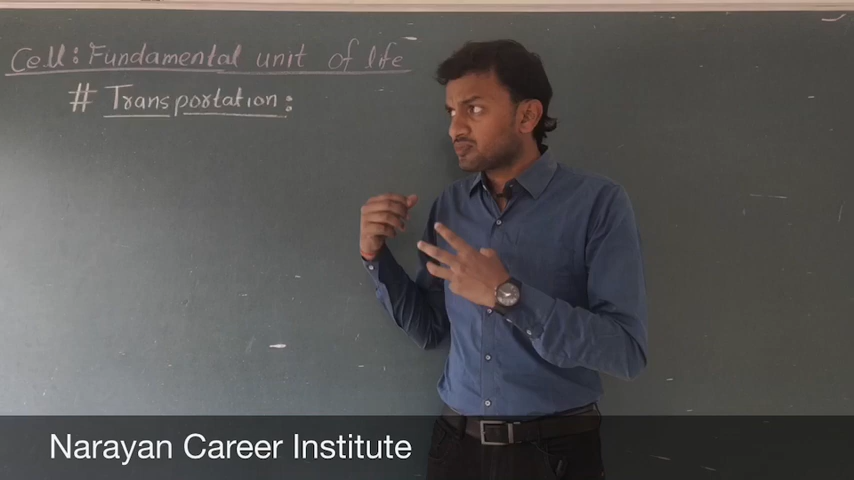 Cell: Fundamental unit of life
# Transportation:
Narayan Career Institute